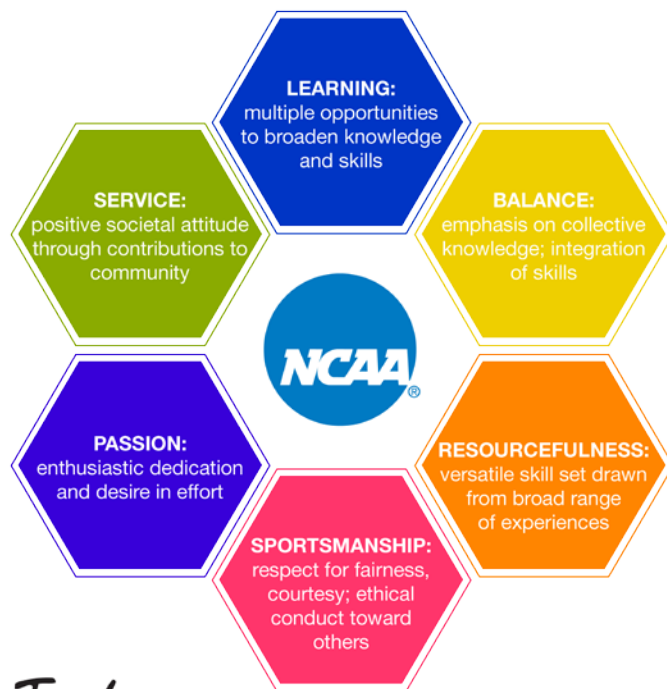 LEARNING:
multiple opportunities
to broaden knowledge
and skills
SERVICE:
positive societal attitude
through contributions to
community
BALANCE:
emphasis on collective
knowledge; integration
of skills
NCAA®
PASSION:
enthusiastic dedication
and desire in effort
RESOURCEFULNESS:
versatile skill set drawn
from broad range
of experiences
SPORTSMANSHIP:
respect for fairness,
courtesy; ethical
conduct toward
others